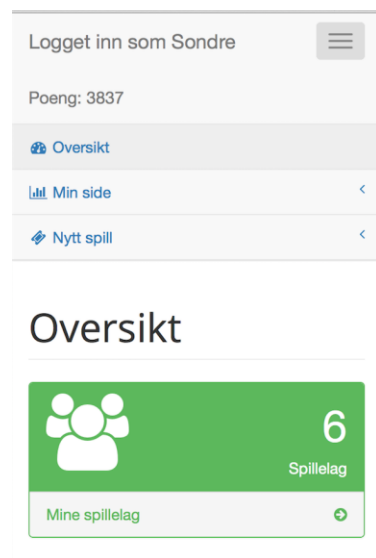 Logget inn som Sondre
Poeng: 3837
Oversikt
Min side
Nytt spill
Oversikt
6
Spillelag
Mine spillelag